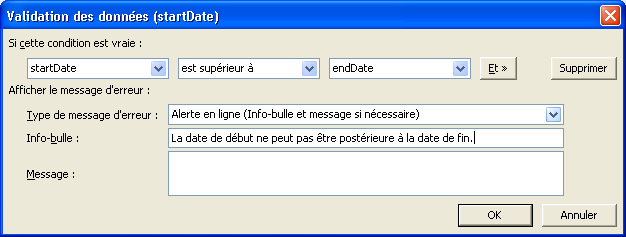 Validation des données (startDate)
Si cette condition est vraie :
startDate est supérieur à endDate Et » Supprimer
Afficher le message d'erreur :
Type de message d'erreur : Alerte en ligne (Info-bulle et message si nécessaire)
Info-bulle : La date de début ne peut pas être postérieure à la date de fin.
Message :
OK Annuler